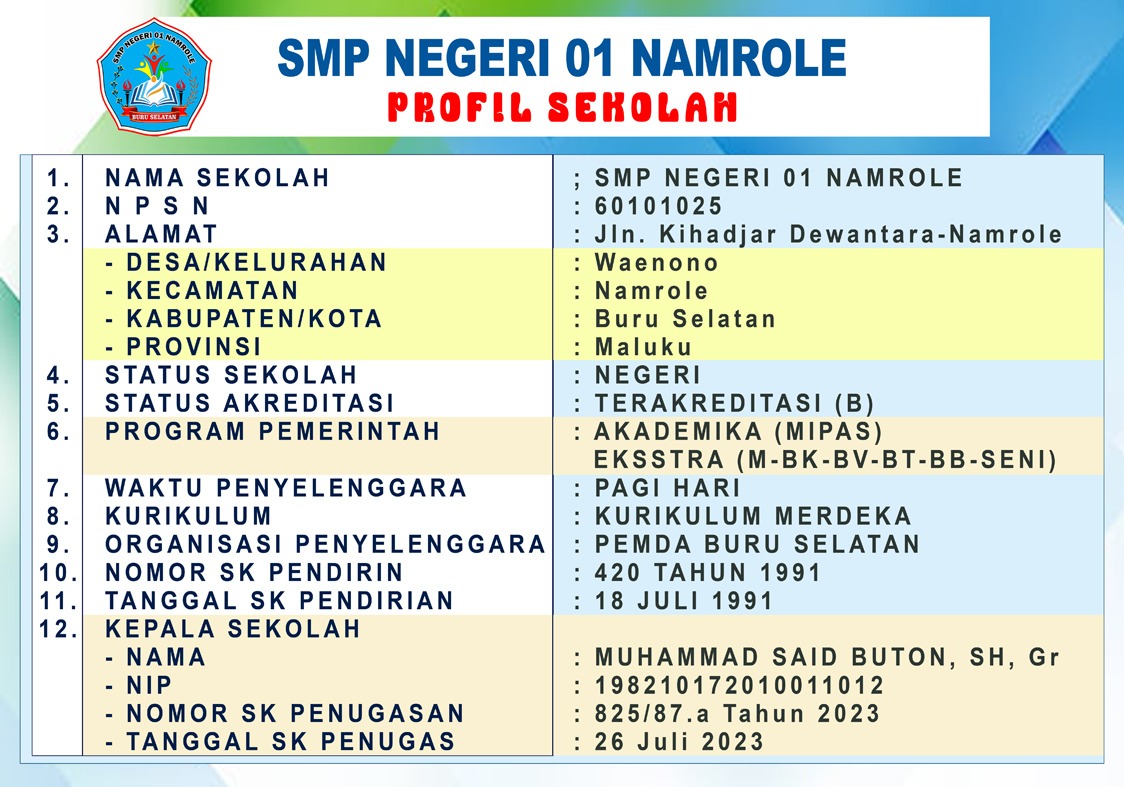 SMP NEGERI 01 NAMROLE
BURU SELATAN
SMP NEGERI 01 NAMROLE
PROFIL SEKOLAH
1. NAMA SEKOLAH ; SMP NEGERI 01 NAMROLE
2. N P S N : 60101025
3. ALAMAT : Jln. Kihadjar Dewantara-Namrole
- DESA/KELURAHAN : Waenono
- KECAMATAN : Namrole
- KABUPATEN/KOTA : Buru Selatan
- PROVINSI : Maluku
4. STATUS SEKOLAH : NEGERI
5. STATUS AKREDITASI : TERAKREDITASI (B)
6. PROGRAM PEMERINTAH : AKADEMIKA (MIPAS)
EKSSTRA (M-BK-BV-BT-BB-SENI)
7. WAKTU PENYELENGGARA : PAGI HARI
8. KURIKULUM : KURIKULUM MERDEKA
9. ORGANISASI PENYELENGGARA : PEMDA BURU SELATAN
10. NOMOR SK PENDIRIN : 420 TAHUN 1991
11. TANGGAL SK PENDIRIAN : 18 JULI 1991
12. KEPALA SEKOLAH
- NAMA : MUHAMMAD SAID BUTON, SH, Gr
- NIP : 198210172010011012
- NOMOR SK PENUGASAN : 825/87.a Tahun 2023
- TANGGAL SK PENUGAS : 26 Juli 2023